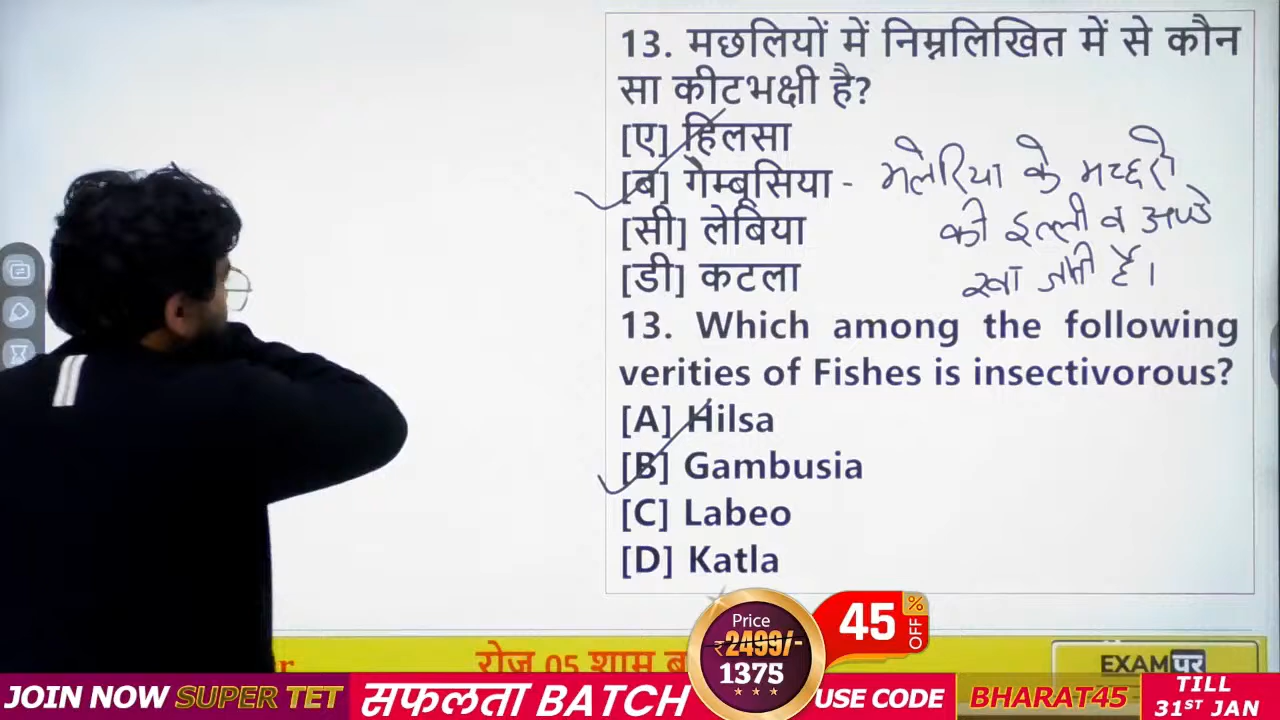 13. मछलियों में निम्नलिखित में से कौन
सा कीटभक्षी है?
[ए] हिलसा
[ब] गैम्बूसिया - मलेरिया के मच्छरो
[सी] लेबिया की इल्ली व अण्डे
[डी] कटला खा जाती हैं।
13. Which among the following
verities of Fishes is insectivorous?
[A] Hilsa
[B] Gambusia
[C] Labeo
[D] Katla
Price
₹2499/-
1375
45% OFF
रोज 05 शाम
EXAMपुर
JOIN NOW SUPER TET सफलता BATCH USE CODE BHARAT45 TILL
31ST JAN